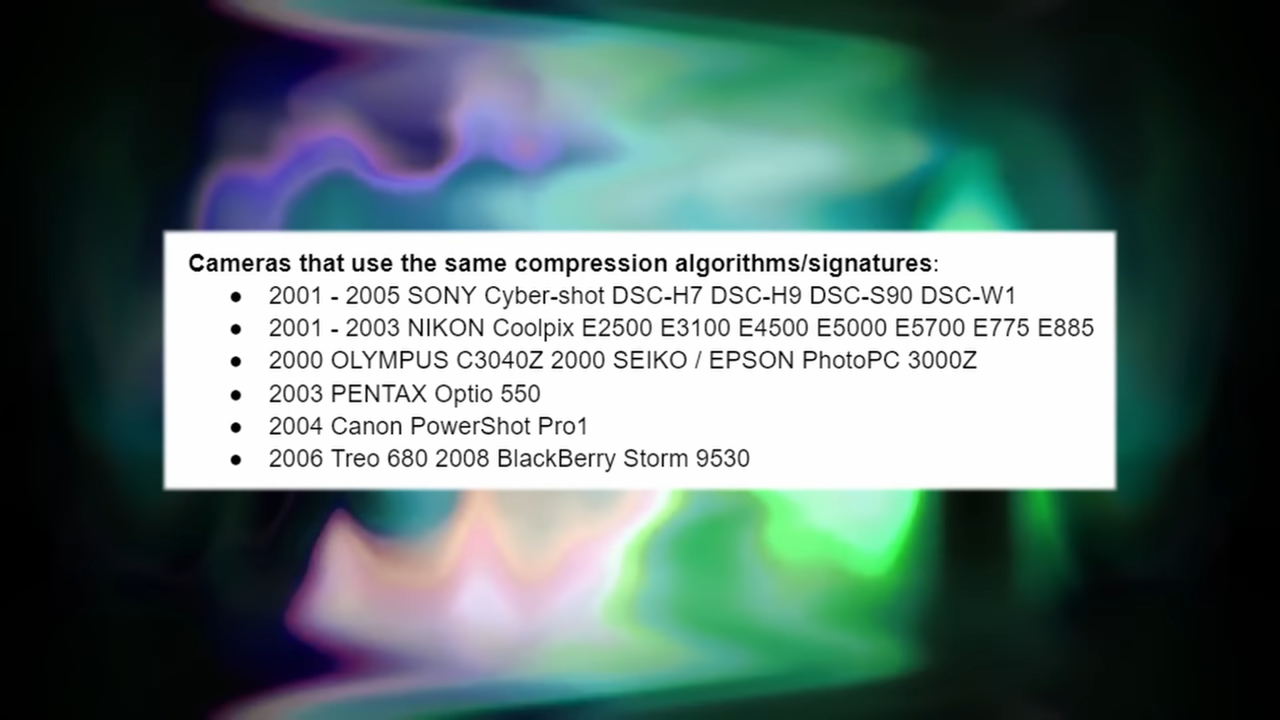 Cameras that use the same compression algorithms/signatures:
● 2001 - 2005 SONY Cyber-shot DSC-H7 DSC-H9 DSC-S90 DSC-W1
● 2001 - 2003 NIKON Coolpix E2500 E3100 E4500 E5000 E5700 E775 E885
● 2000 OLYMPUS C3040Z 2000 SEIKO / EPSON PhotoPC 3000Z
● 2003 PENTAX Optio 550
● 2004 Canon PowerShot Pro1
● 2006 Treo 680 2008 BlackBerry Storm 9530